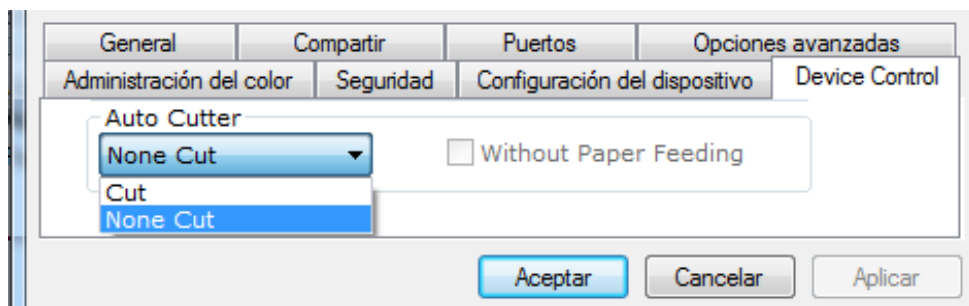 General Compartir Puertos Opciones avanzadas
Administración del color Seguridad Configuración del dispositivo Device Control
Auto Cutter
None Cut Without Paper Feeding
Cut
None Cut
Aceptar Cancelar Aplicar